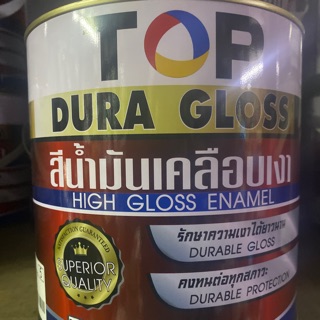 TOP
DURA GLOSS
สีน้ำมันเคลือบเงา
HIGH GLOSS ENAMEL
รักษาความเงาได้ยาวนาน
DURABLE GLOSS
SATISFACTION GUARANTEED
SUPERIOR
QUALITY
คงทนต่อทุกสภาวะ
DURABLE PROTECTION